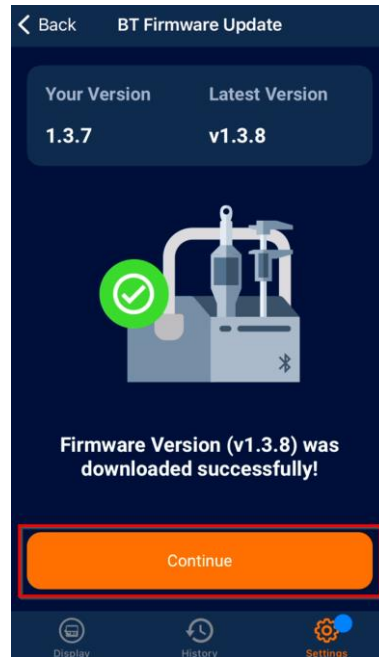 Back BT Firmware Update
Your Version Latest Version
1.3.7 v1.3.8
Firmware Version (v1.3.8) was
downloaded successfully!
Continue
Display History Settings